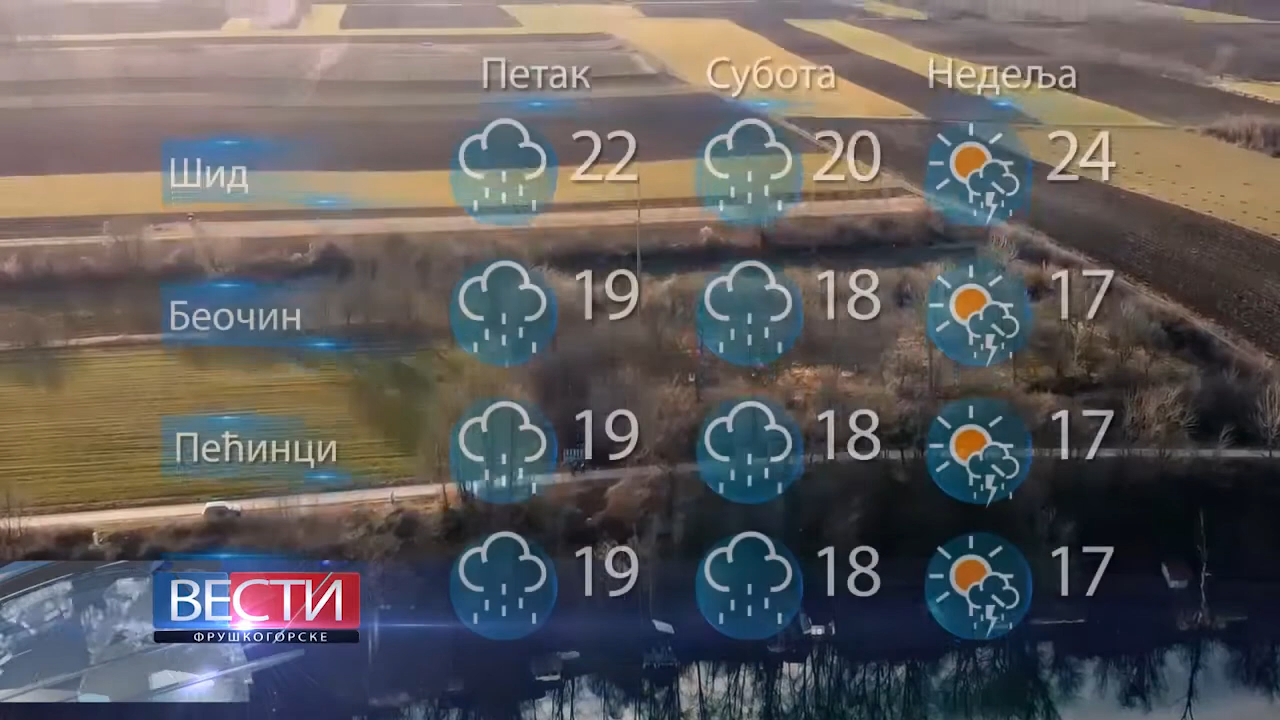 Петак Субота Недеља
Шид 22 20 24
Беочин 19 18 17
Пећинци 19 18 17
19 18 17
ВЕСТИ
ФРУШКОГОРСКЕ